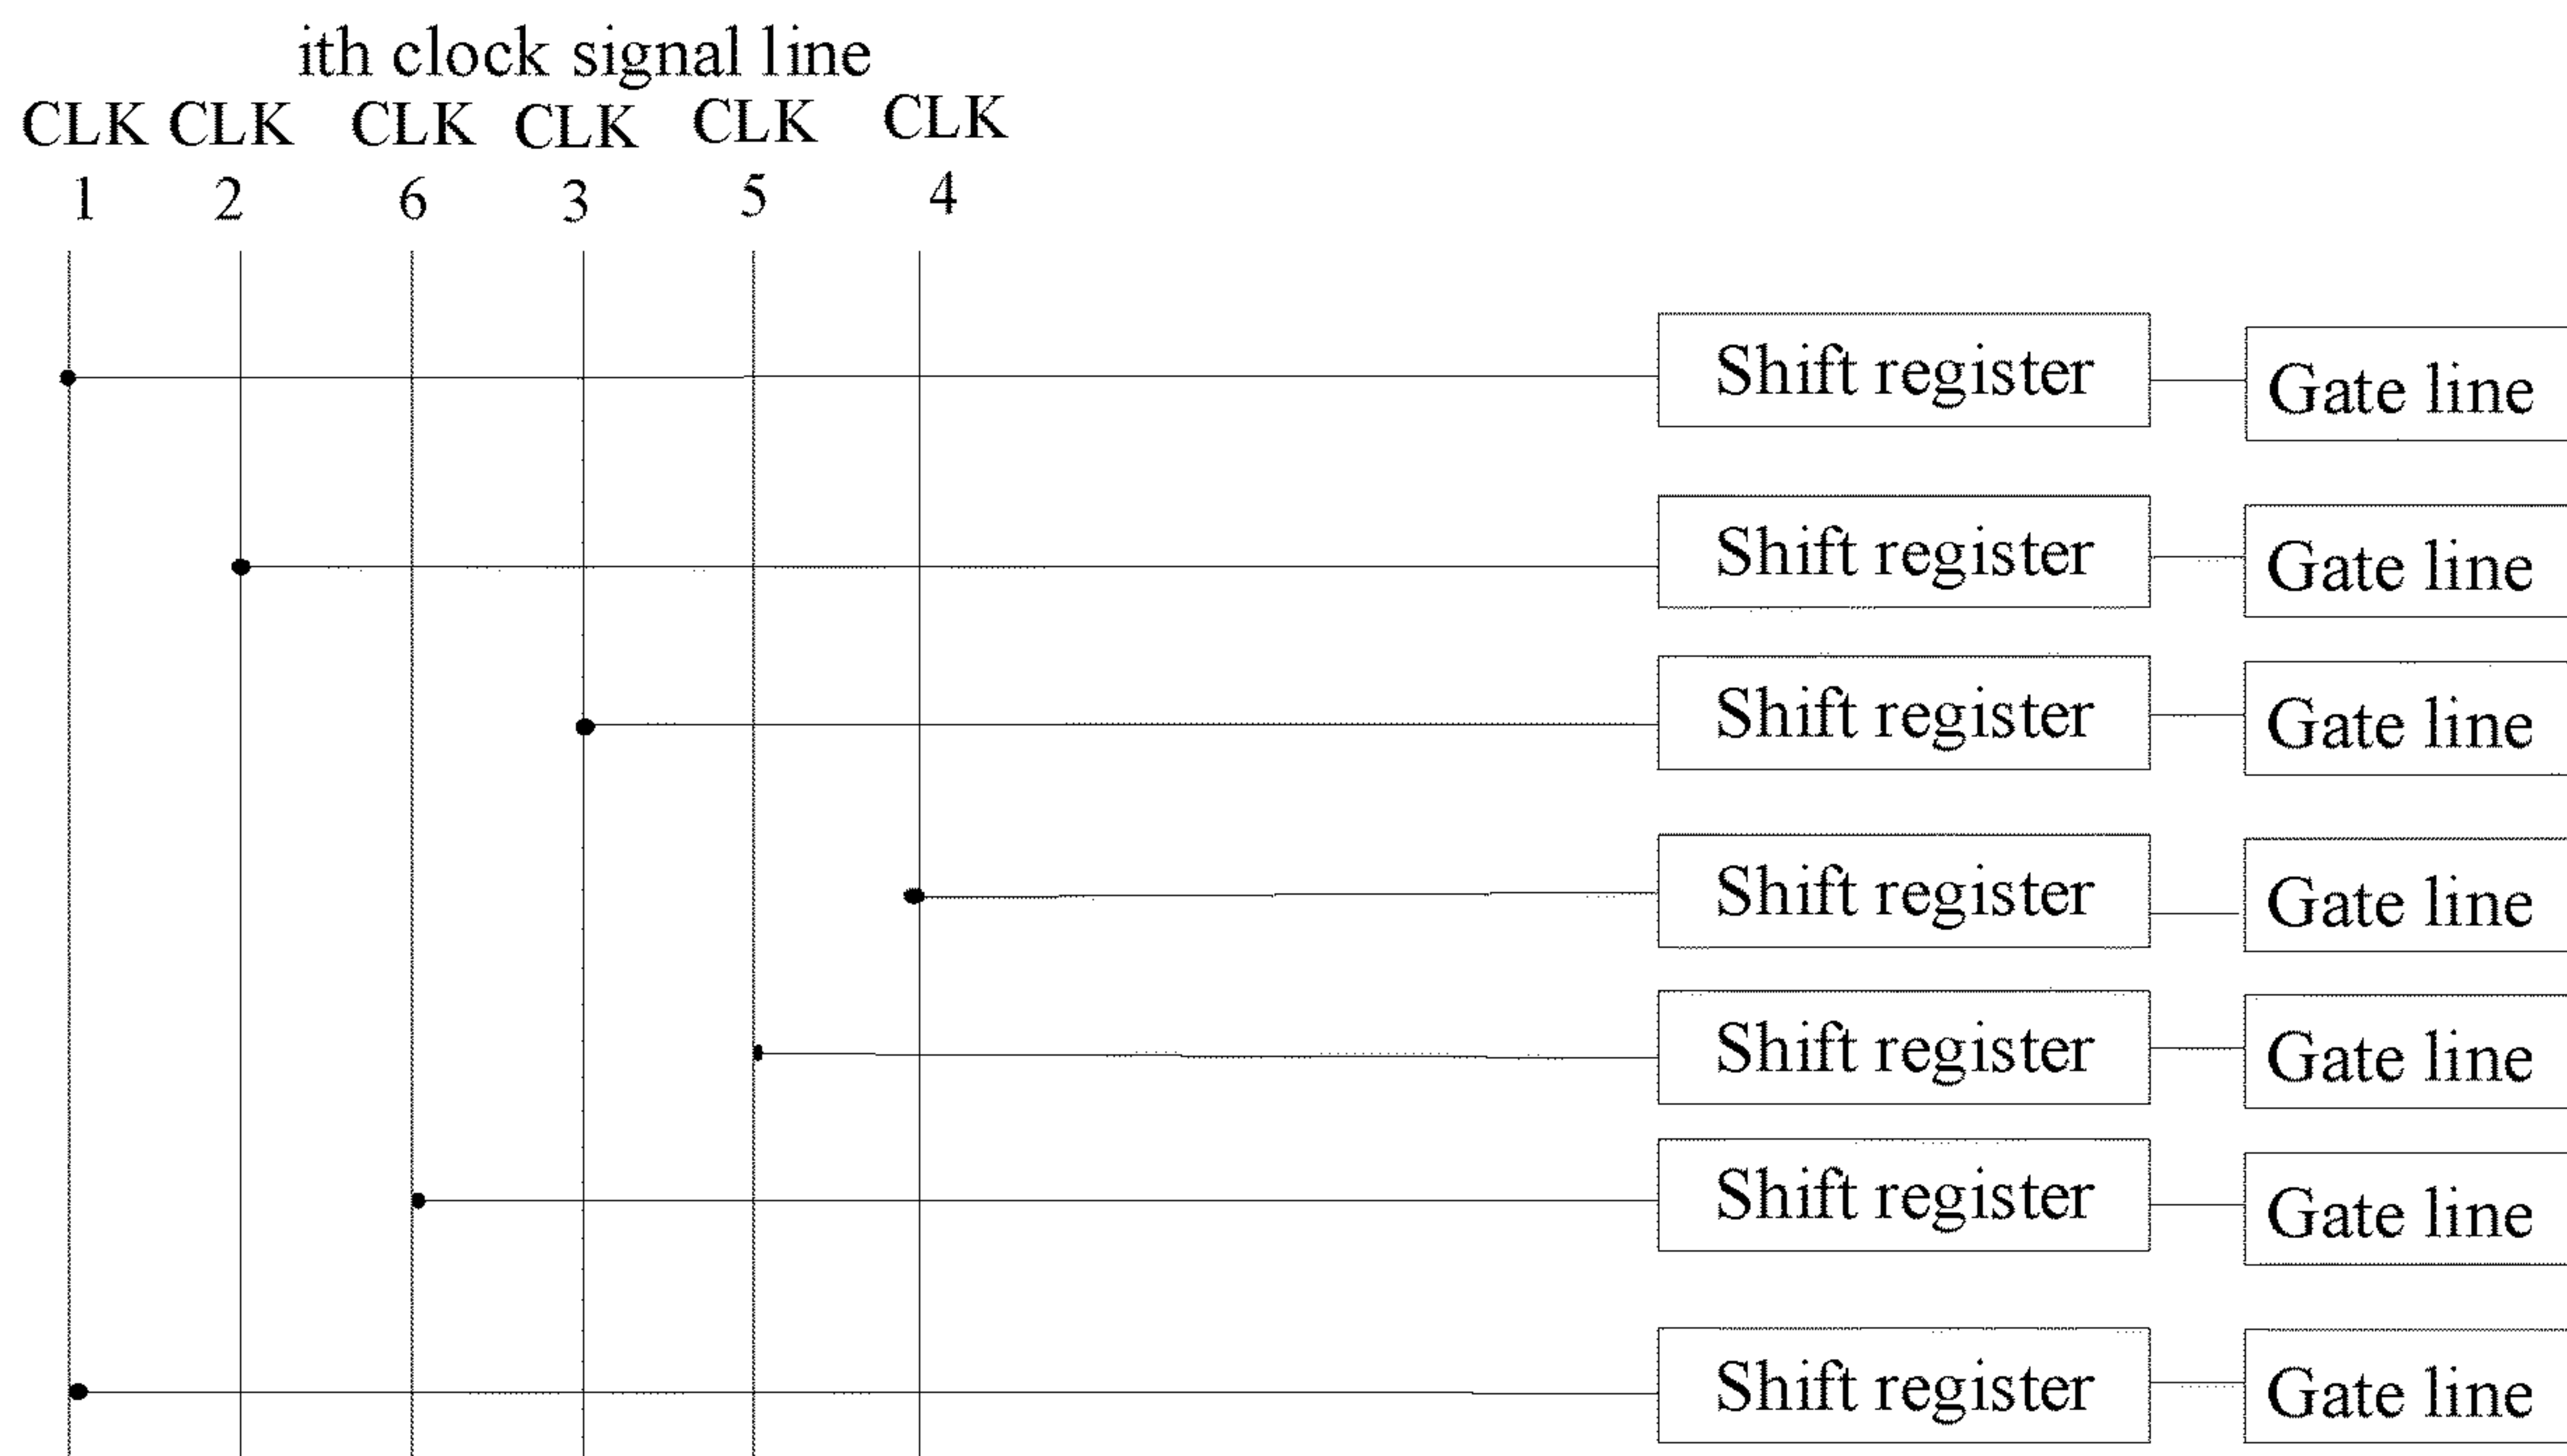 ith clock signal line
CLK CLK CLK CLK CLK CLK
1 2 6 3 5 4
Shift register Gate line
Shift register Gate line
Shift register Gate line
Shift register Gate line
Shift register Gate line
Shift register Gate line
Shift register Gate line